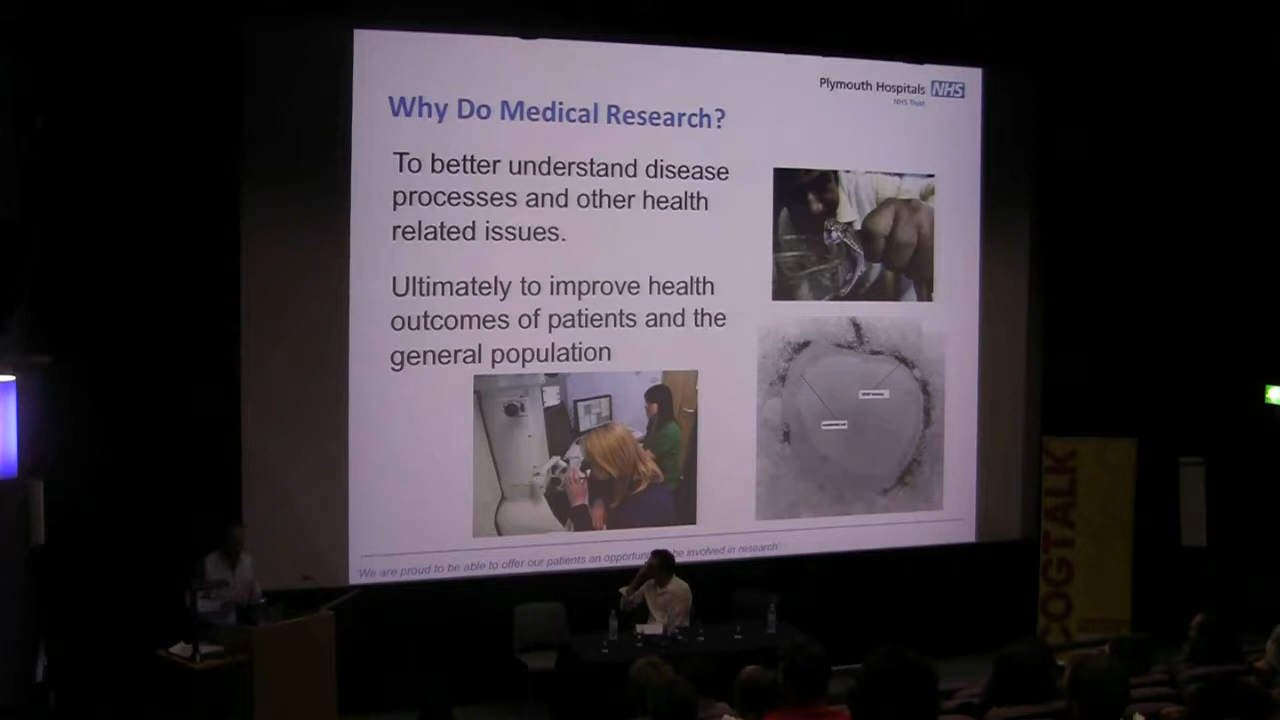 Plymouth Hospitals NHS
NHS Trust
Why Do Medical Research?
To better understand disease
processes and other health
related issues.
Ultimately to improve health
outcomes of patients and the
general population
'We are proud to be able to offer our patients an be involved in research'
COGTALK